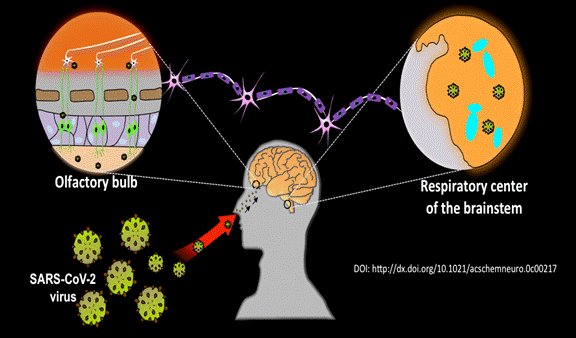 Olfactory bulb
Respiratory center
of the brainstem
SARS-CoV-2
virus
DOI: http://dx.doi.org/10.1021/acschemneuro.0c00217